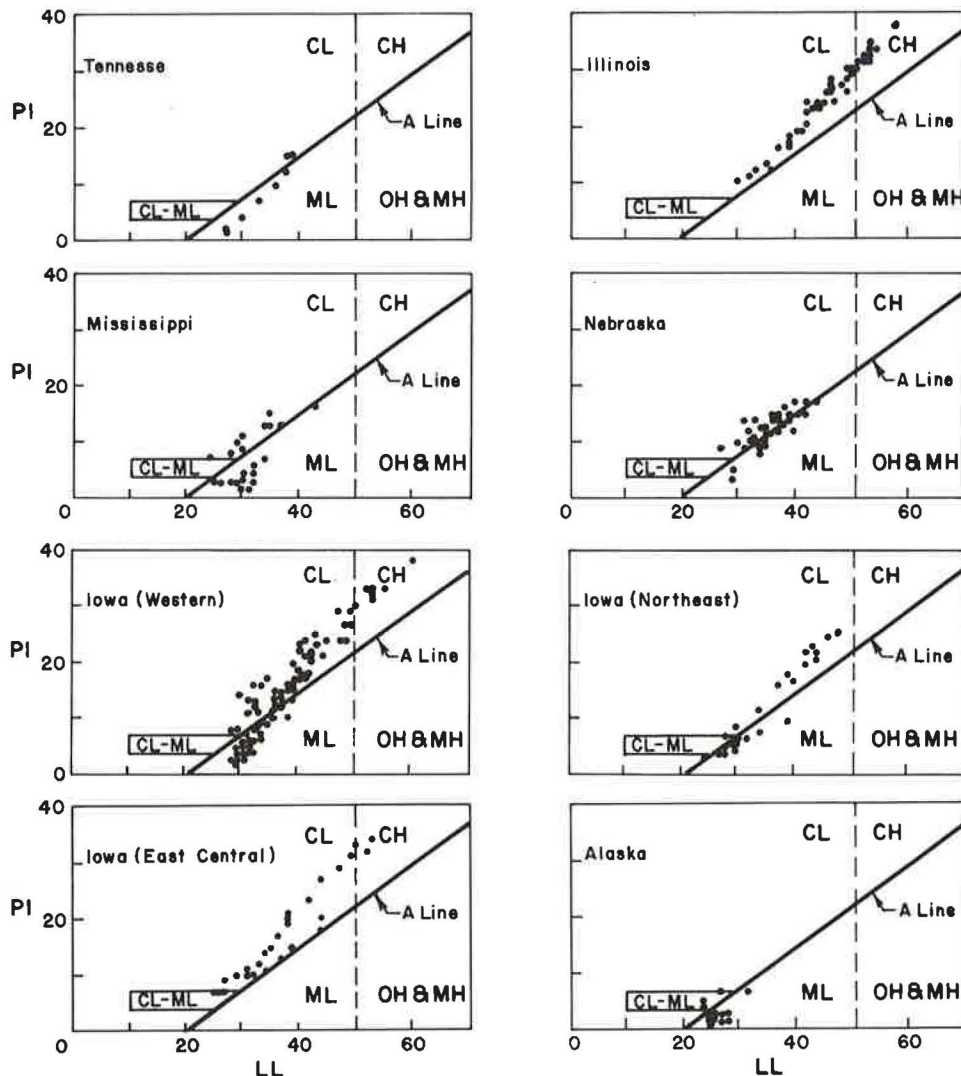 40
Tennesse
CL
CH
PI
20
A Line
CL-ML
ML
OH & MH
0
Illinois
CL
CH
A Line
CL-ML
ML
OH & MH
40
Mississippi
CL
CH
PI
20
A Line
CL-ML
ML
OH & MH
0 20 40 60
Nebraska
CL
CH
A Line
CL-ML
ML
OH & MH
0 20 40 60
40
Iowa (Western)
CL
CH
PI
20
A Line
CL-ML
ML
OH & MH
0
Iowa (Northeast)
CL
CH
A Line
CL-ML
ML
OH & MH
40
Iowa (East Central)
CL
CH
PI
20
A Line
CL-ML
ML
OH & MH
0 20 40 60
LL
Alaska
CL
CH
A Line
CL-ML
ML
OH & MH
0 20 40 60
LL